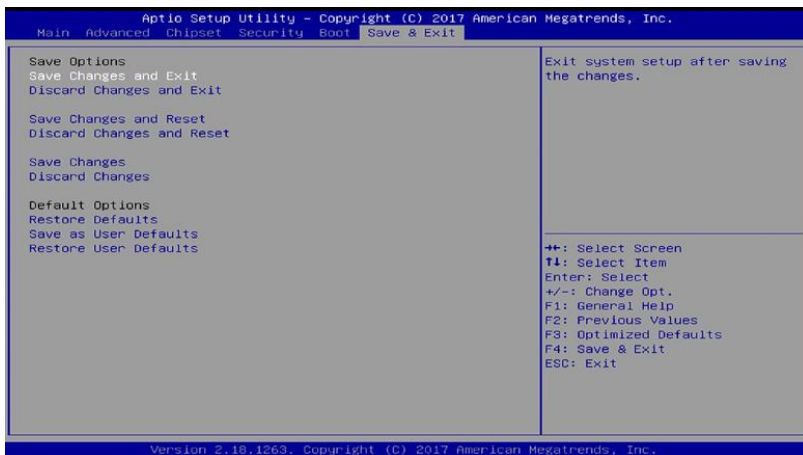 Aptio Setup Utility – Copyright (C) 2017 American Megatrends, Inc.
Main Advanced Chipset Security Boot Save & Exit
Save Options
Save Changes and Exit
Discard Changes and Exit
Save Changes and Reset
Discard Changes and Reset
Save Changes
Discard Changes
Default Options
Restore Defaults
Save as User Defaults
Restore User Defaults
Exit system setup after saving
the changes.
→←: Select Screen
↑↓: Select Item
Enter: Select
+/-: Change Opt.
F1: General Help
F2: Previous Values
F3: Optimized Defaults
F4: Save & Exit
ESC: Exit
Version 2.18.1263. Copyright (C) 2017 American Megatrends, Inc.